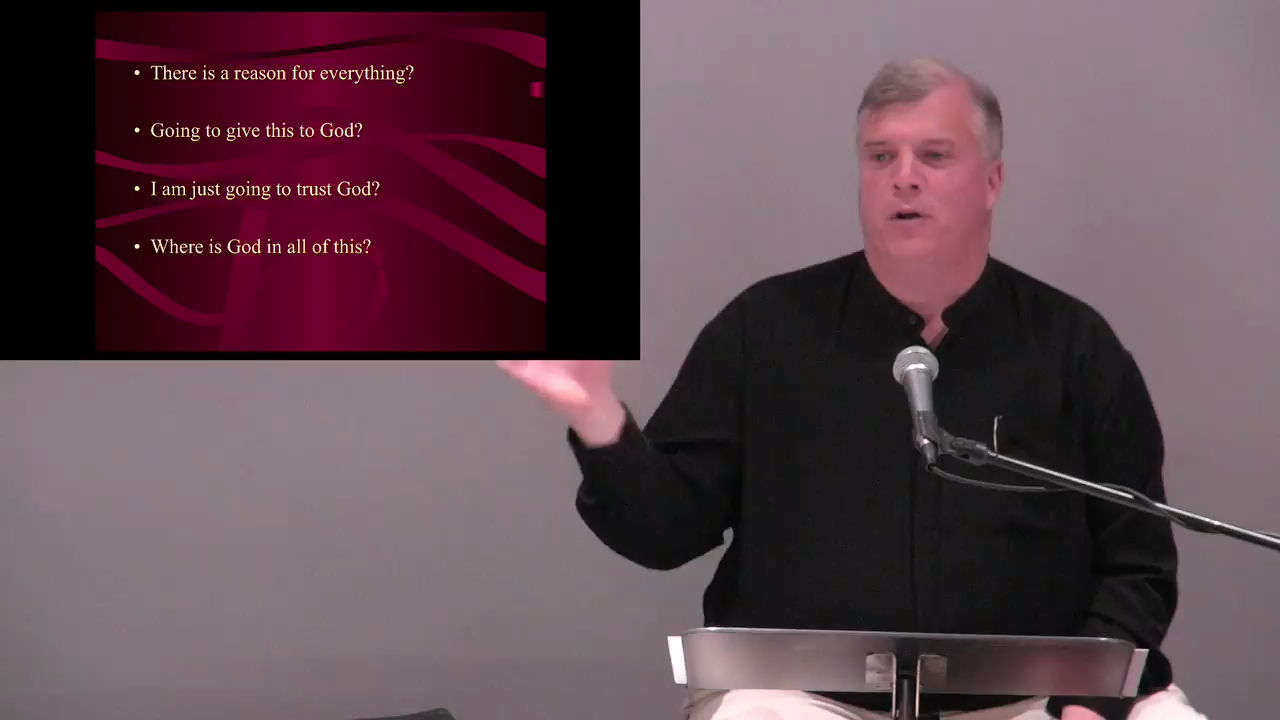 • There is a reason for everything?
• Going to give this to God?
• I am just going to trust God?
• Where is God in all of this?